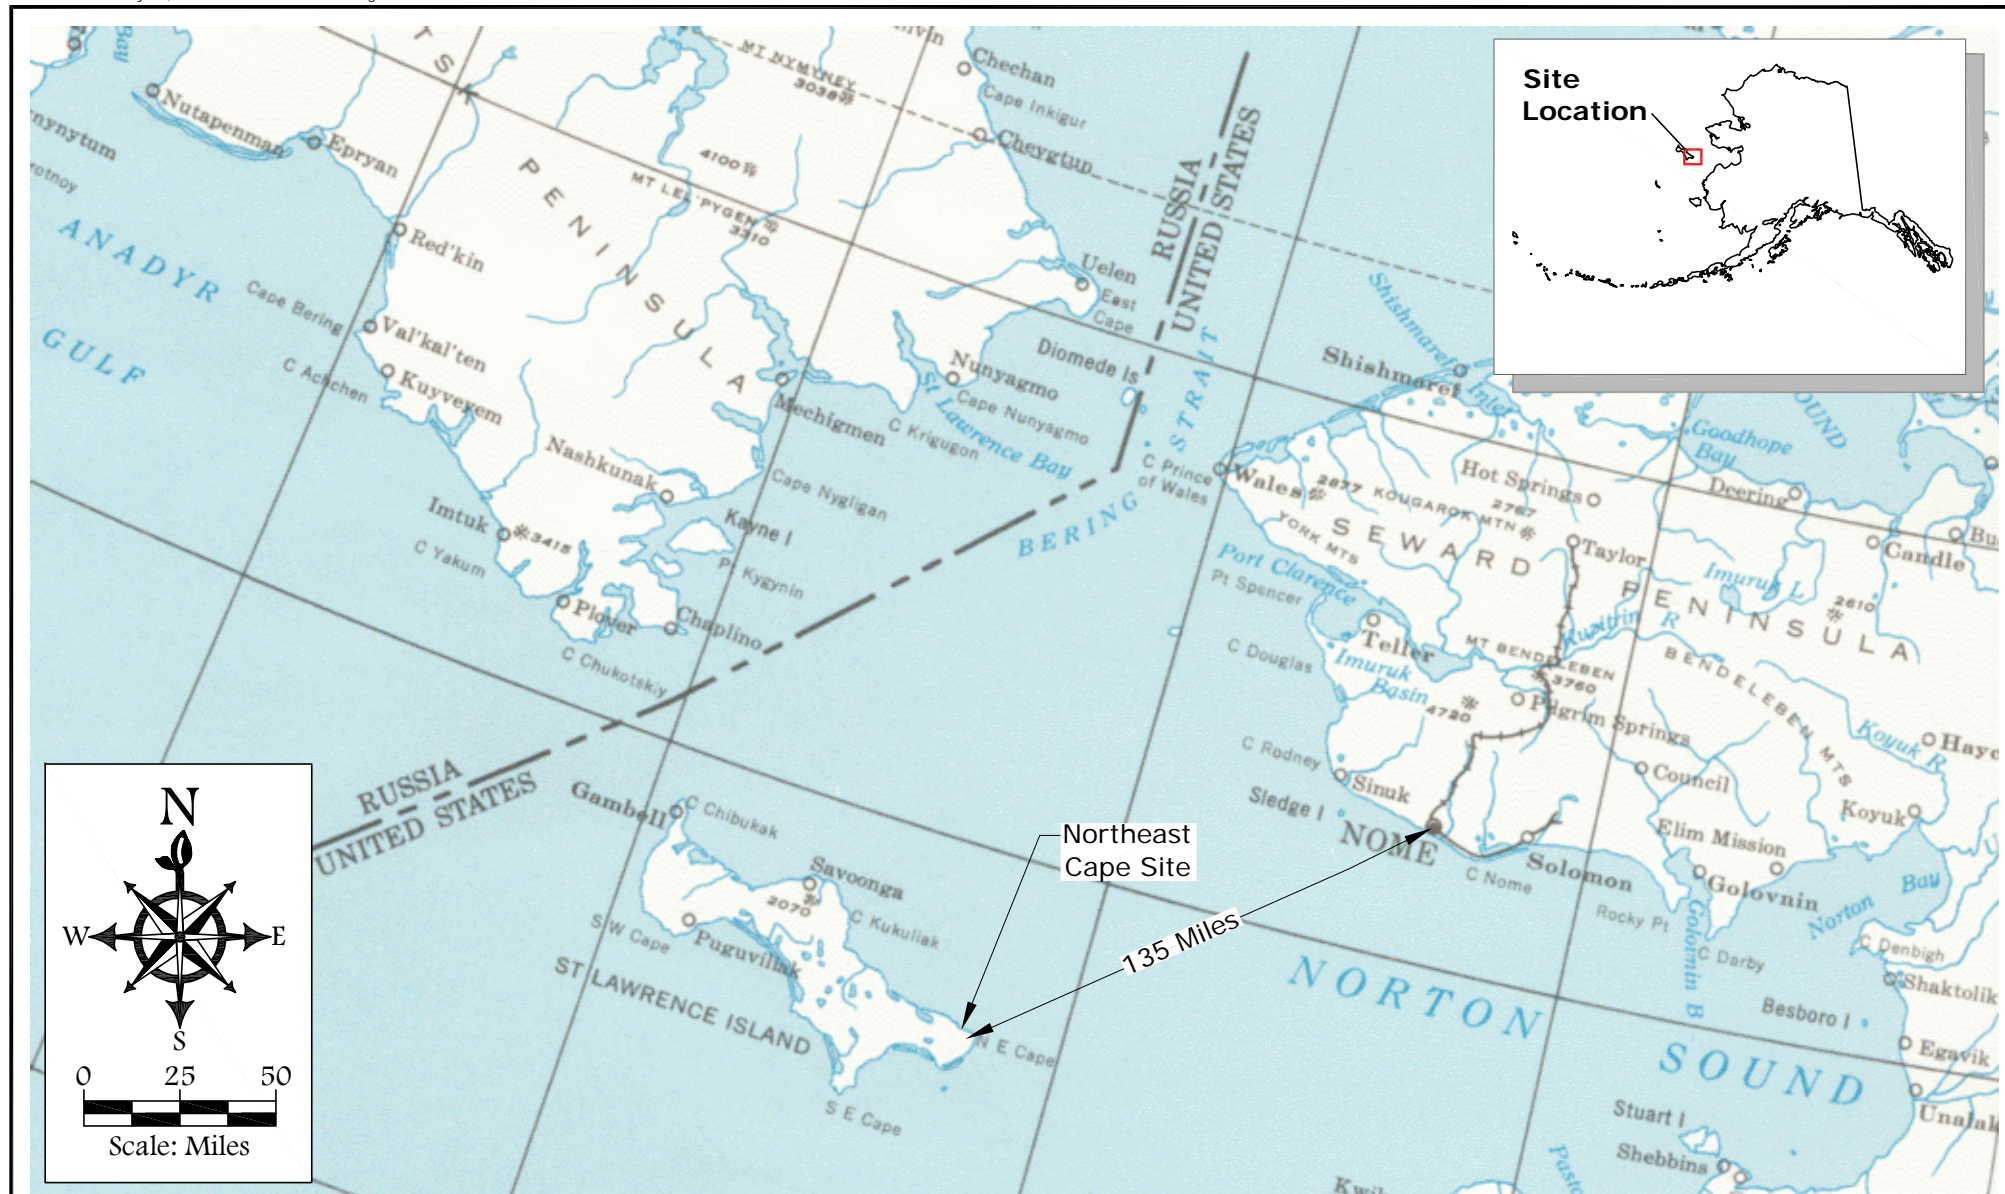 Bay
Nutapenman
Epryan
Red'kin
ANADYR
GULF
Cape Bering
Val'kal'ten
C Achchen
Kuyveyem
Nashkunak
Imtuk
3415
C Yakum
Plover
Chaplino
C Chukotskiy
PENINSULA
MT NYMYNEY
3038
4100
MT LEL'PYGEN
3310
Chechan
Cape Inkigur
Cheygtun
Uelen
East
Cape
Diomede Is
Nunyagmo
Cape Nunyagmo
St Lawrence Bay
Mechigmen
C Krigugon
Cape Nygligan
Kayne I
Pt Kygynin
RUSSIA
UNITED STATES
BERING STRAIT
RUSSIA
UNITED STATES
Site
Location
Shishmaref
Shishmaref Inlet
Goodhope
Bay
Deering
Candle
C Prince
of Wales
Wales
2877
KOUGAROK MTN
2767
Hot Springs
YORK MTS
SEWARD PENINSULA
Taylor
Imuruk L
2610
Port Clarence
Pt Spencer
Teller
Kuzitrin R
MT BENDELEBEN
3760
BENDELEBEN MTS
C Douglas
Imuruk
Basin
4720
Pilgrim Springs
Koyuk R
C Rodney
Sinuk
Council
Koyuk
Sledge I
NOME
Elim Mission
Solomon
C Nome
Golovnin
Rocky Pt
Golovnin B
C Darby
Norton Bay
C Denbigh
Shaktolik
Besboro I
Egavik
NORTON
SOUND
Stuart I
Shebbins
Gambell
C Chibukak
Savoonga
2070
C Kukuliak
S W Cape
Puguviliak
ST LAWRENCE ISLAND
N E Cape
S E Cape
Northeast
Cape Site
135 Miles
N
W E
S
0 25 50
Scale: Miles